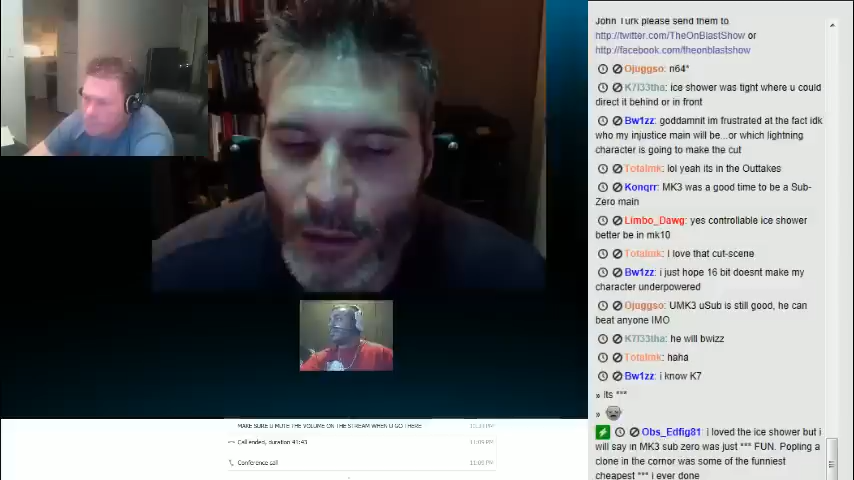 John Turk please send them to
http://twitter.com/TheOnBlastShow or
http://facebook.com/theonblastshow
Ojuggso: n64*
K7l33tha: ice shower was tight where u could
direct it behind or in front
Bw1zz: goddamnit im frustrated at the fact idk
who my injustice main will be...or which lightning
character is going to make the cut
Totalmk: lol yeah its in the Outtakes
Konqrr: MK3 was a good time to be a Sub-
Zero main
Limbo_Dawg: yes controllable ice shower
better be in mk10
Totalmk: I love that cut-scene
Bw1zz: i just hope 16 bit doesnt make my
character underpowered
Ojuggso: UMK3 uSub is still good, he can
beat anyone IMO
K7l33tha: he will bwizz
Totalmk: haha
Bw1zz: i know K7
» Its ***
»
Obs_Edfig81: i loved the ice shower but i
will say in MK3 sub zero was just *** FUN. Popling a
clone in the cornor was some of the funniest
cheapest *** i ever done
MAKE SURE U MUTE THE VOLUME ON THE STREAM WHEN U GO THERE
Call ended, duration 41:43 11:09 PM
Conference call 11:09 PM